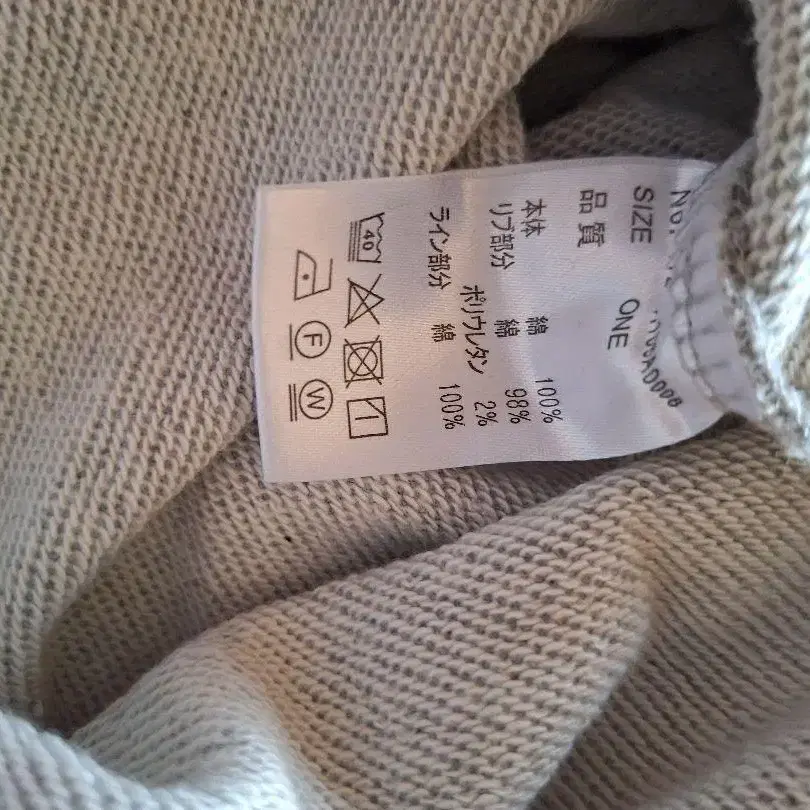 No.
SIZE ONE
品質
本体 綿 100%
リブ部分 綿 98%
ポリウレタン 2%
ライン部分 綿 100%
40
F W